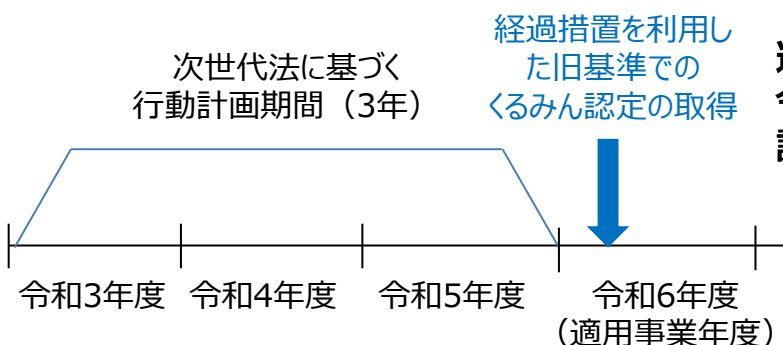 次世代法に基づく
行動計画期間（3年）
経過措置を利用し
た旧基準での
くるみん認定の取得
令和3年度
令和4年度
令和5年度
令和6年度
（適用事業年度）